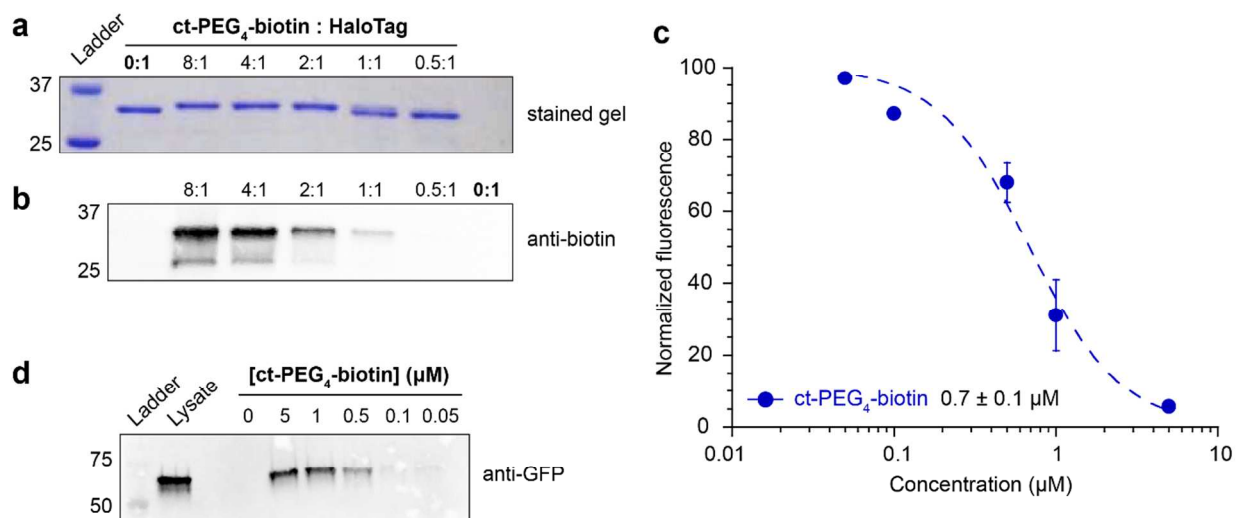 a
Ladder
ct-PEG₄-biotin : HaloTag
0:1 8:1 4:1 2:1 1:1 0.5:1
37
25
stained gel
b
8:1 4:1 2:1 1:1 0.5:1 0:1
37
25
anti-biotin
c
Normalized fluorescence
100
80
60
40
20
0
0.01 0.1 1 10
Concentration (µM)
ct-PEG₄-biotin 0.7 ± 0.1 µM
d
Ladder
Lysate
[ct-PEG₄-biotin] (µM)
0 5 1 0.5 0.1 0.05
75
50
anti-GFP